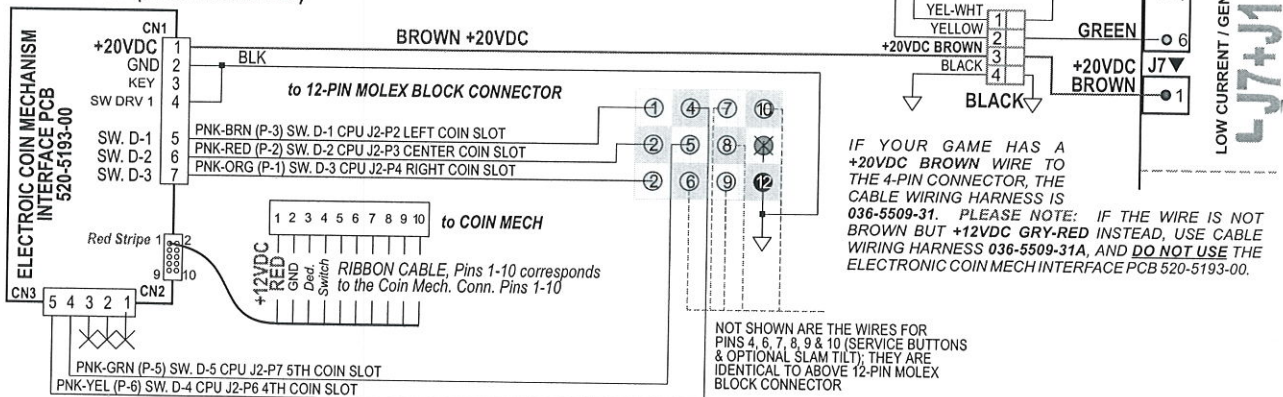 ELECTROIC COIN MECHANISM
INTERFACE PCB
520-5193-00
CN1
+20VDC 1
GND 2
KEY 3
SW DRV 1 4
SW. D-1 5
SW. D-2 6
SW. D-3 7
BROWN +20VDC
BLK
to 12-PIN MOLEX BLOCK CONNECTOR
PNK-BRN (P-3) SW. D-1 CPU J2-P2 LEFT COIN SLOT
PNK-RED (P-2) SW. D-2 CPU J2-P3 CENTER COIN SLOT
PNK-ORG (P-1) SW. D-3 CPU J2-P4 RIGHT COIN SLOT
1 4 7 10
2 5 8
2 6 9 12
Red Stripe 1 2
9 10
CN2
CN3
5 4 3 2 1
1 2 3 4 5 6 7 8 9 10
to COIN MECH
+12VDC
RED
GND
Ded.
Switch
RIBBON CABLE, Pins 1-10 corresponds
to the Coin Mech. Conn. Pins 1-10
PNK-GRN (P-5) SW. D-5 CPU J2-P7 5TH COIN SLOT
PNK-YEL (P-6) SW. D-4 CPU J2-P6 4TH COIN SLOT
NOT SHOWN ARE THE WIRES FOR
PINS 4, 6, 7, 8, 9 & 10 (SERVICE BUTTONS
& OPTIONAL SLAM TILT); THEY ARE
IDENTICAL TO ABOVE 12-PIN MOLEX
BLOCK CONNECTOR
YEL-WHT 1
YELLOW 2
+20VDC BROWN 3
BLACK 4
BLACK
GREEN
6
+20VDC
BROWN
J7
1
LOW CURRENT / GEN
J7+J1
IF YOUR GAME HAS A
+20VDC BROWN WIRE TO
THE 4-PIN CONNECTOR, THE
CABLE WIRING HARNESS IS
036-5509-31. PLEASE NOTE: IF THE WIRE IS NOT
BROWN BUT +12VDC GRY-RED INSTEAD, USE CABLE
WIRING HARNESS 036-5509-31A, AND DO NOT USE THE
ELECTRONIC COIN MECH INTERFACE PCB 520-5193-00.